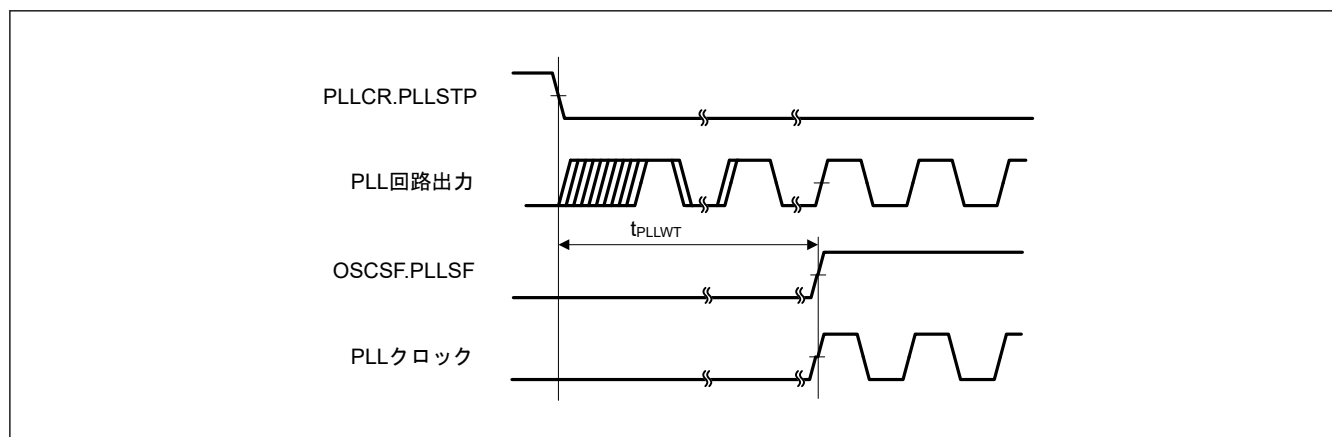 PLLCR.PLLSTP
PLL回路出力
tPLLWT
OSCSF.PLLSF
PLLクロック